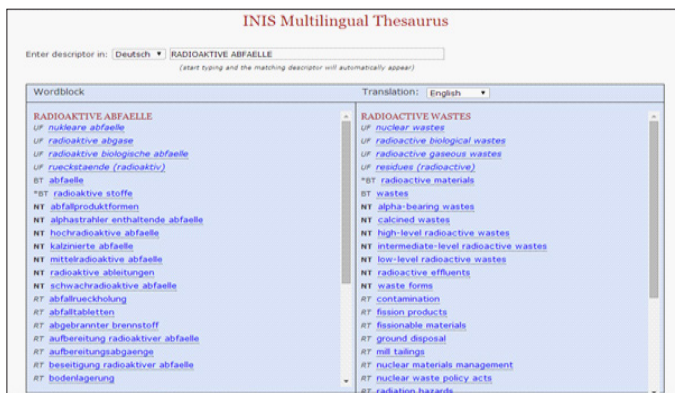 INIS Multilingual Thesaurus
Enter descriptor in: Deutsch RADIOAKTIVE ABFAELLE
(start typing and the matching descriptor will automatically appear)
Wordblock
RADIOAKTIVE ABFAELLE
UF nukleare abfaelle
UF radioaktive abgase
UF radioaktive biologische abfaelle
UF rueckstaende (radioaktiv)
BT abfaelle
*BT radioaktive stoffe
NT abfallproduktformen
NT alphastrahler enthaltende abfaelle
NT hochradioaktive abfaelle
NT kalzinierte abfaelle
NT mittelradioaktive abfaelle
NT radioaktive ableitungen
NT schwachradioaktive abfaelle
RT abfallrueckholung
RT abfalltabletten
RT abgebrannter brennstoff
RT aufbereitung radioaktiver abfaelle
RT aufbereitungsabgaenge
RT beseitigung radioaktiver abfaelle
RT bodenlagerung
Translation: English
RADIOACTIVE WASTES
UF nuclear wastes
UF radioactive biological wastes
UF radioactive gaseous wastes
UF residues (radioactive)
*BT radioactive materials
BT wastes
NT alpha-bearing wastes
NT calcined wastes
NT high-level radioactive wastes
NT intermediate-level radioactive wastes
NT low-level radioactive wastes
NT radioactive effluents
NT waste forms
RT contamination
RT fission products
RT fissionable materials
RT ground disposal
RT mill tailings
RT nuclear materials management
RT nuclear waste policy acts
RT radiation hazards